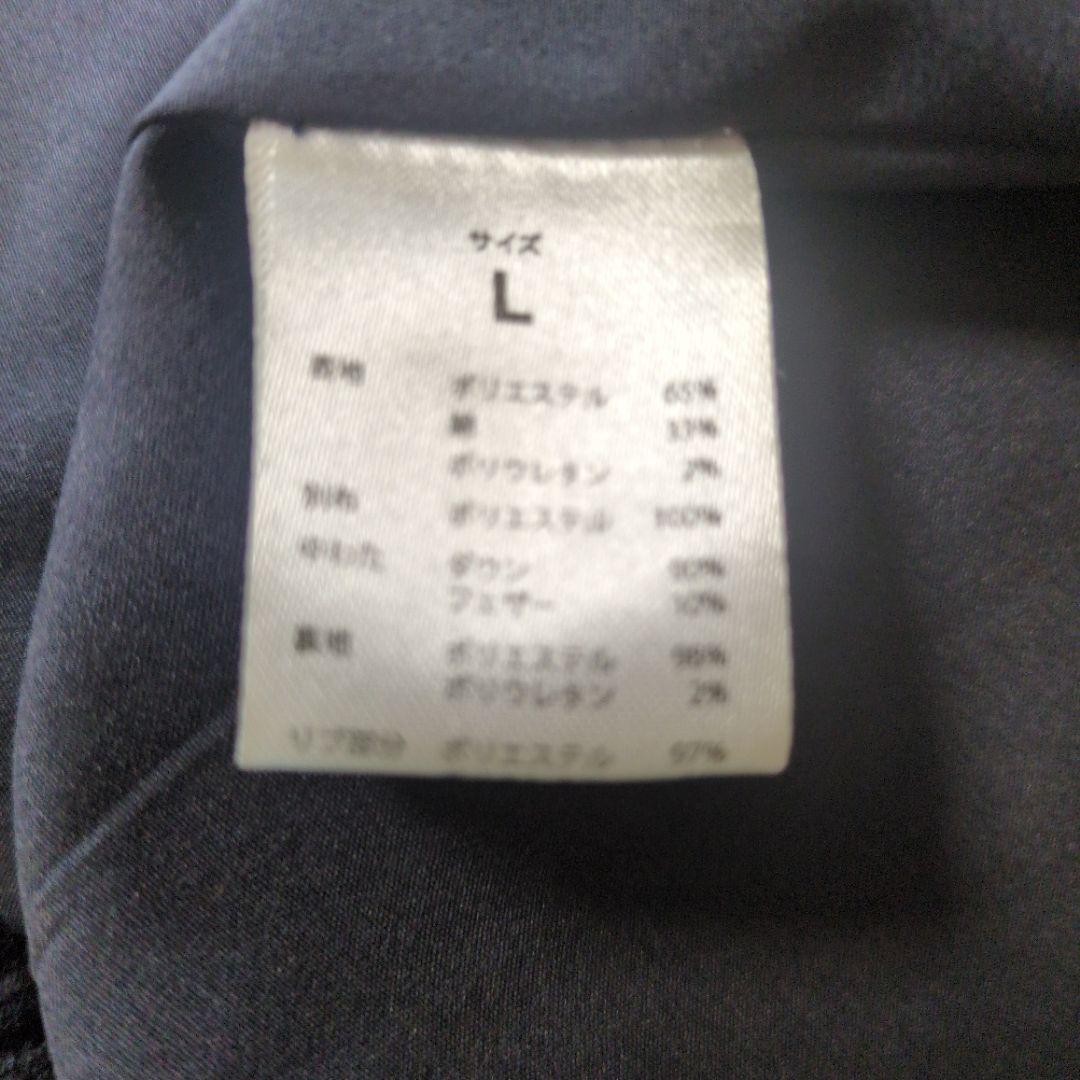 サイズ
L
表地 ポリエステル 65%
綿 33%
ポリウレタン 2%
別布 ポリエステル 100%
中わた ダウン 90%
フェザー 10%
裏地 ポリエステル 98%
ポリウレタン 2%
リブ部分 ポリエステル 97%